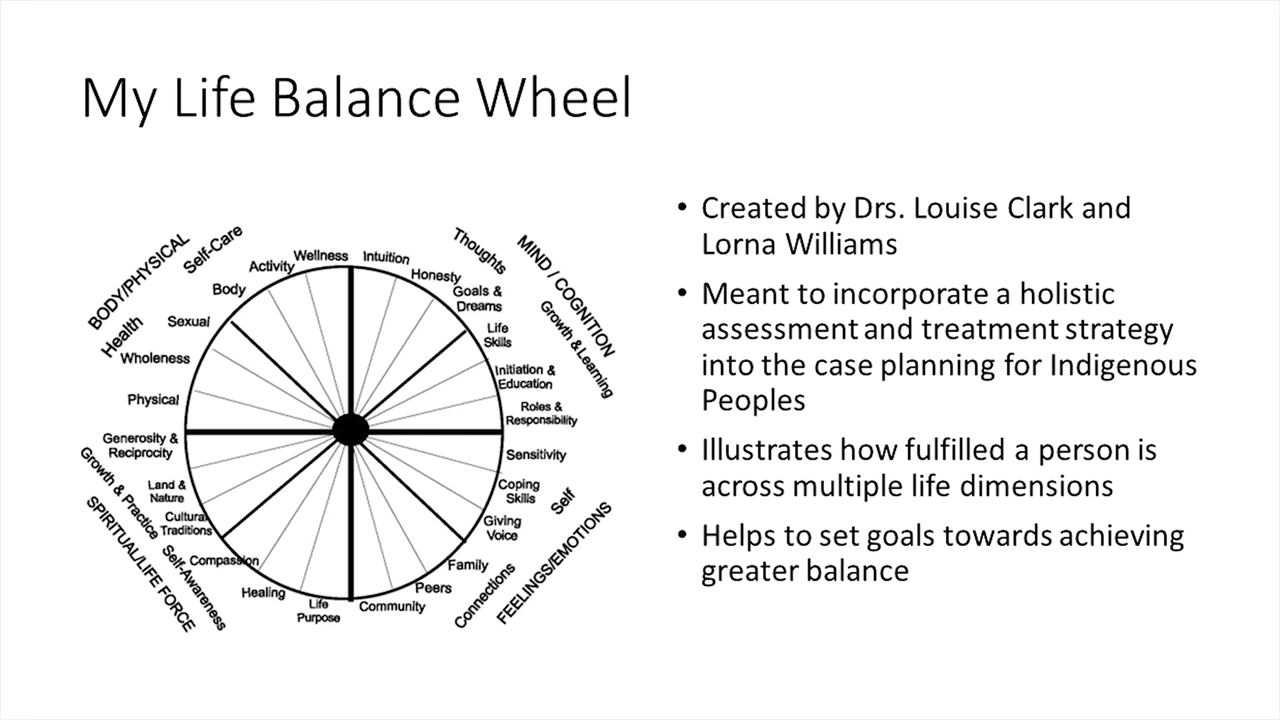 My Life Balance Wheel
BODY/PHYSICAL
Self-Care
Health
Wellness
Activity
Body
Sexual
Wholeness
Physical
Intuition
Honesty
Goals &
Dreams
Life
Skills
Initiation &
Education
Roles &
Responsibility
Thoughts
MIND / COGNITION
Growth & Learning
Sensitivity
Coping
Skills
Giving
Voice
Family
Peers
Community
Self
Connections
FEELINGS/EMOTIONS
Generosity &
Reciprocity
Land &
Nature
Cultural
Traditions
Compassion
Healing
Life
Purpose
Growth & Practice
Self-Awareness
SPIRITUAL/LIFE FORCE
• Created by Drs. Louise Clark and
Lorna Williams
• Meant to incorporate a holistic
assessment and treatment strategy
into the case planning for Indigenous
Peoples
• Illustrates how fulfilled a person is
across multiple life dimensions
• Helps to set goals towards achieving
greater balance